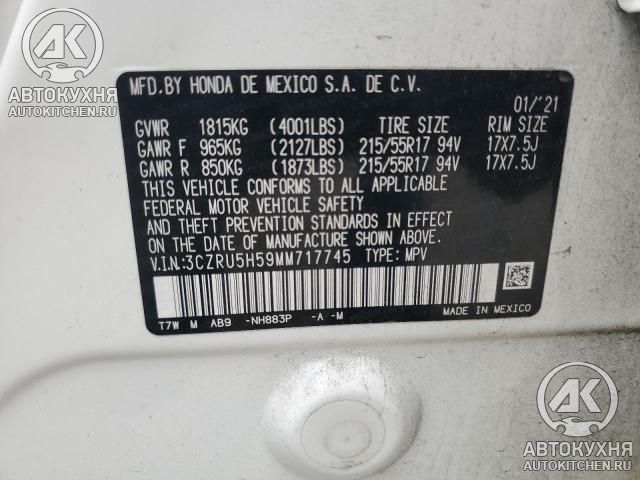 AK
АВТОКУХНЯ
AUTOKITCHEN.RU
MFD.BY HONDA DE MEXICO S.A. DE C.V.
01/'21
GVWR 1815KG (4001LBS) TIRE SIZE RIM SIZE
GAWR F 965KG (2127LBS) 215/55R17 94V 17X7.5J
GAWR R 850KG (1873LBS) 215/55R17 94V 17X7.5J
THIS VEHICLE CONFORMS TO ALL APPLICABLE
FEDERAL MOTOR VEHICLE SAFETY
AND THEFT PREVENTION STANDARDS IN EFFECT
ON THE DATE OF MANUFACTURE SHOWN ABOVE.
V.I.N.:3CZRU5H59MM717745 TYPE: MPV
T7W M AB9 -NH883P -A -M
MADE IN MEXICO
AK
АВТОКУХНЯ
AUTOKITCHEN.RU